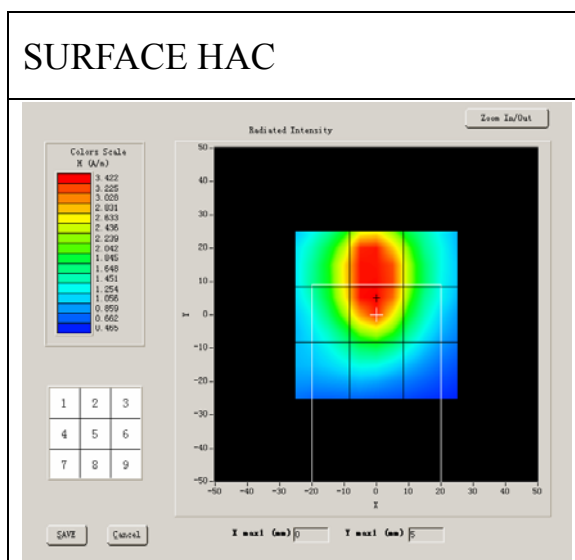 SURFACE HAC
Zoom In/Out
Radiated Intensity
Colors Scale
H (A/m)
3.422
3.225
3.028
2.831
2.633
2.436
2.239
2.042
1.845
1.648
1.451
1.254
1.056
0.859
0.662
0.465
50
40
30
20
10
0
-10
-20
-30
-40
-50
Y
-50 -40 -30 -20 -10 0 10 20 30 40 50
X
1 2 3
4 5 6
7 8 9
SAVE Cancel
X max1 (mm) 0 Y max1 (mm) 5